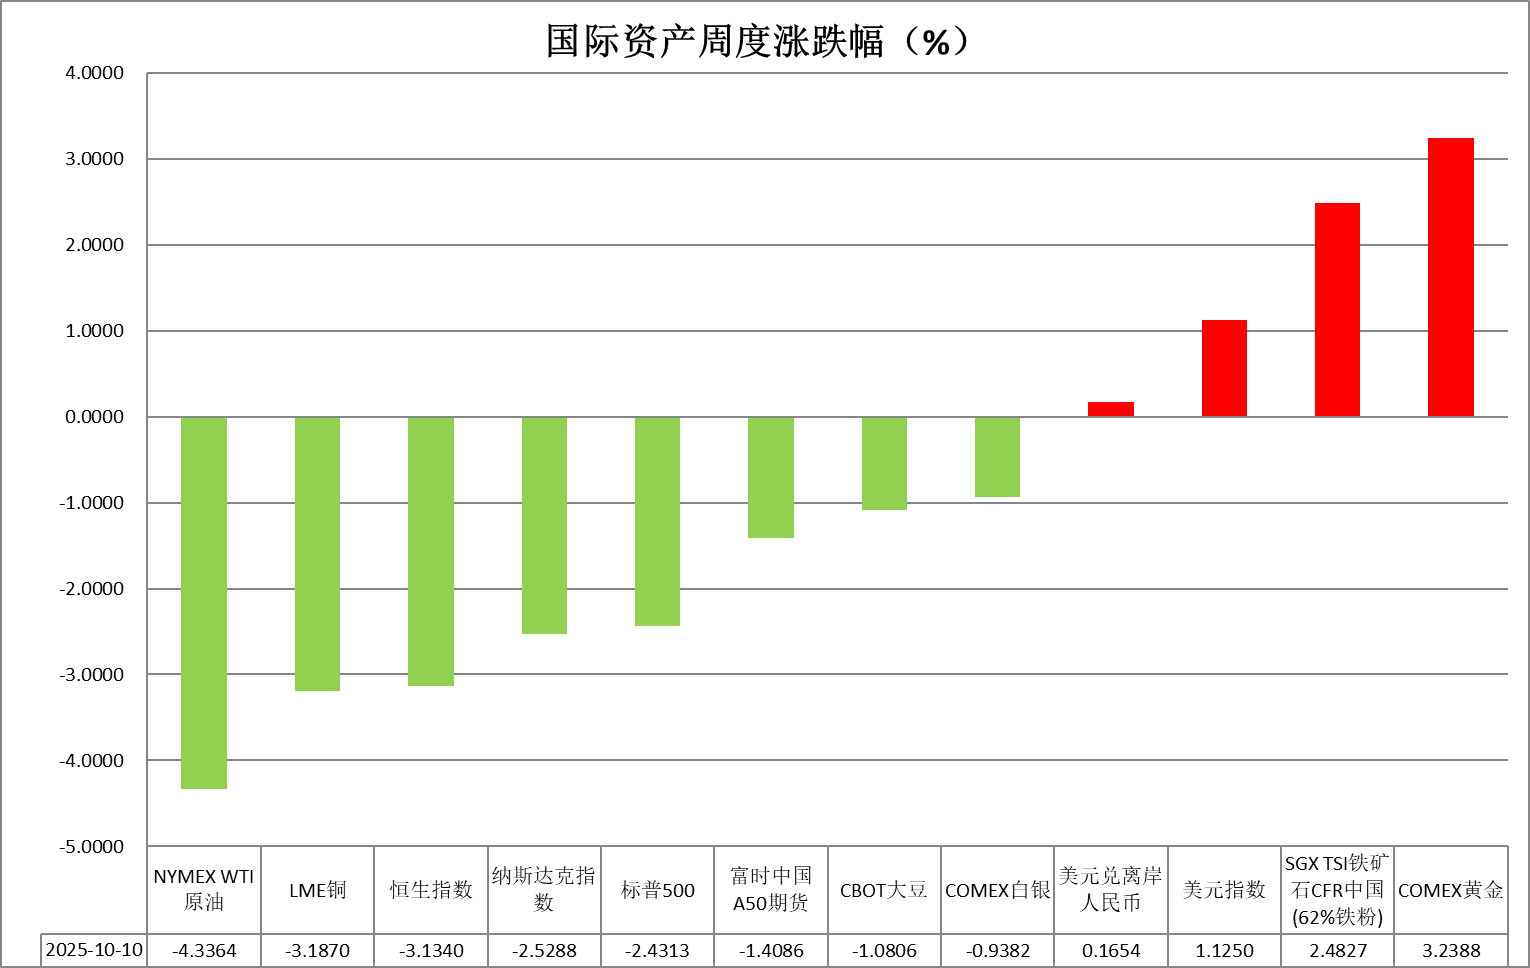 国际资产周度涨跌幅（%）
4.0000
3.0000
2.0000
1.0000
0.0000
-1.0000
-2.0000
-3.0000
-4.0000
-5.0000
NYMEX WTI
原油
LME铜
恒生指数
纳斯达克指
数
标普500
富时中国
A50期货
CBOT大豆
COMEX白银
美元兑离岸
人民币
美元指数
SGX TSI铁矿
石CFR中国
(62%铁粉)
COMEX黄金
2025-10-10 -4.3364 -3.1870 -3.1340 -2.5288 -2.4313 -1.4086 -1.0806 -0.9382 0.1654 1.1250 2.4827 3.2388